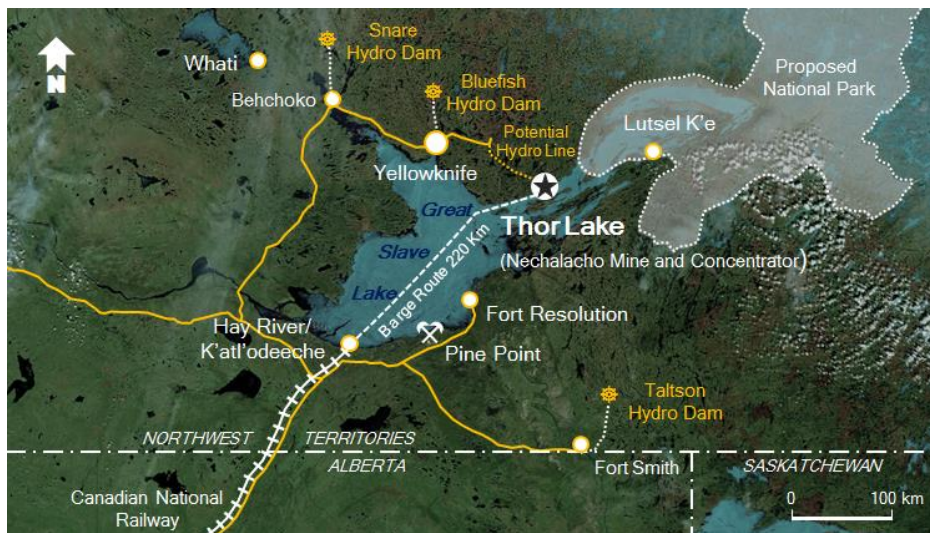 Snare
Hydro Dam
Whati
Bluefish
Hydro Dam
Proposed
National Park
N
Behchoko
Potential
Hydro Line
Lutsel K'e
Yellowknife
Great
Slave
Lake
Thor Lake
(Nechalacho Mine and Concentrator)
Barge Route 220 Km
Fort Resolution
Hay River/
K'atl'odeeche
Pine Point
Taltson
Hydro Dam
NORTHWEST TERRITORIES
ALBERTA
Fort Smith
SASKATCHEWAN
Canadian National
Railway
0 100 km